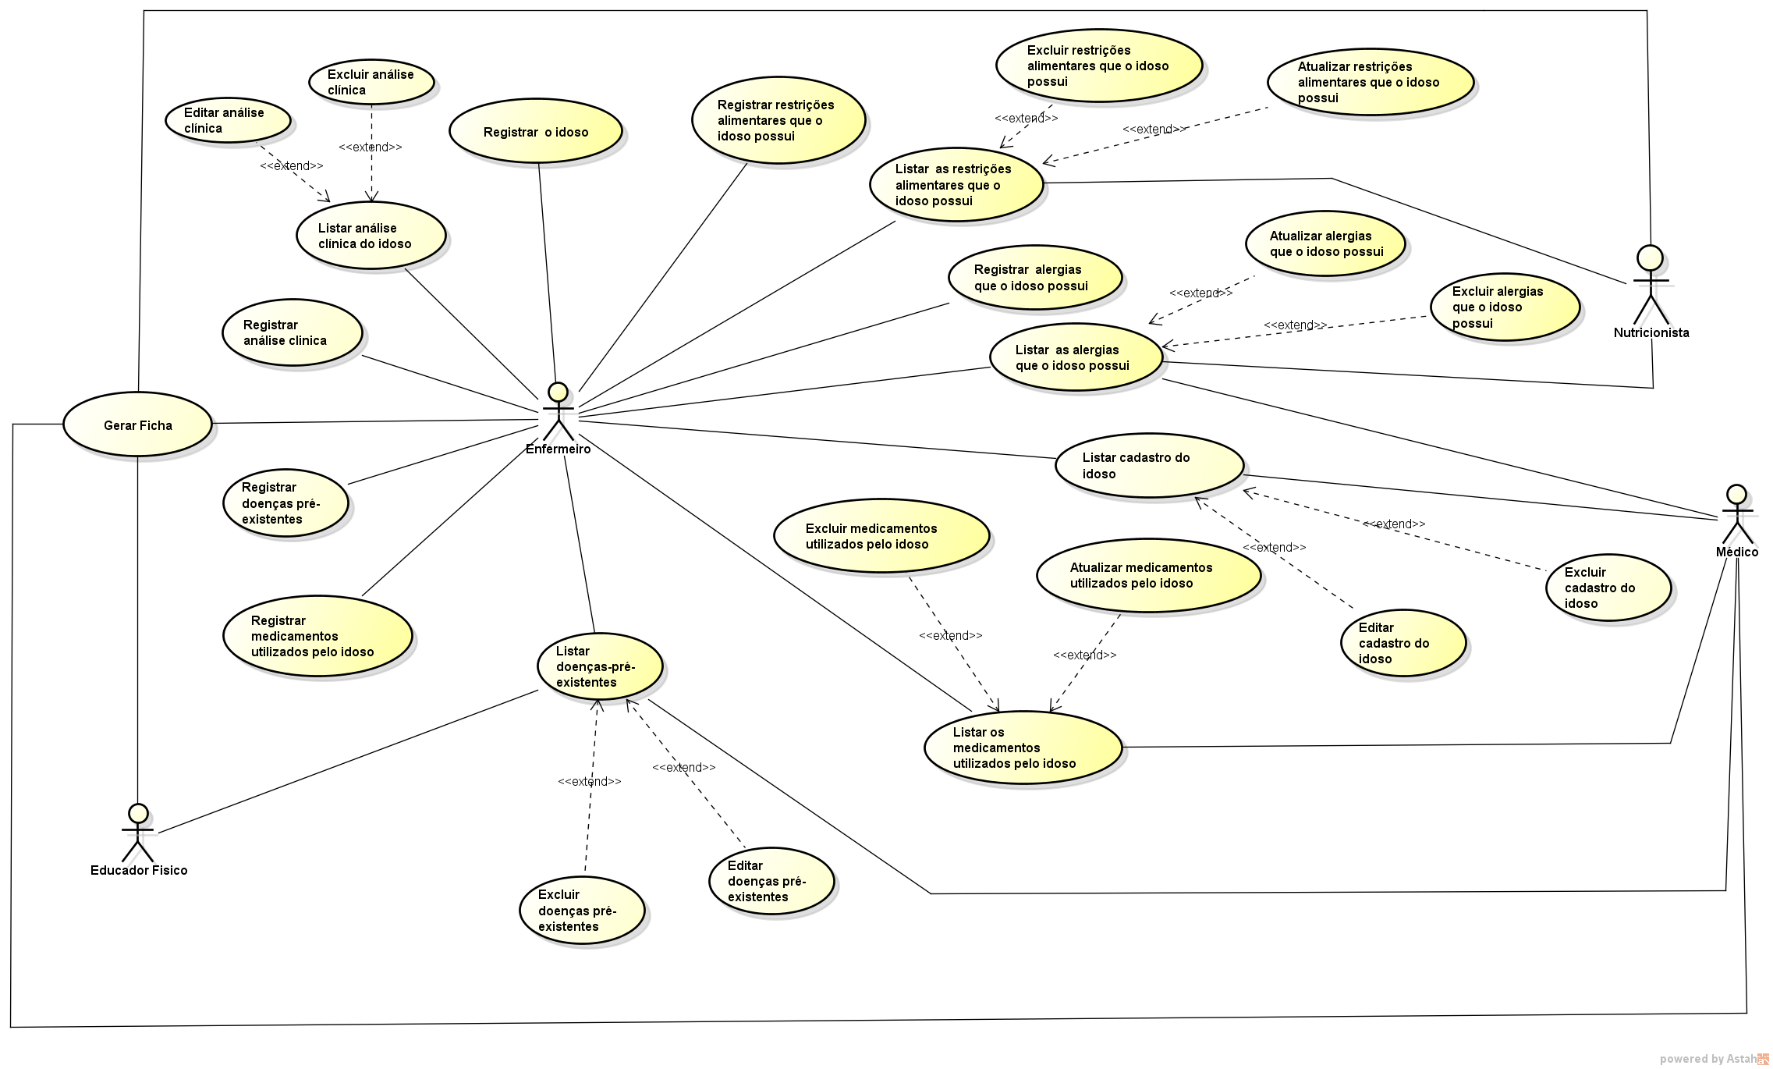 Excluir restrições
alimentares que o idoso
possui
Atualizar restrições
alimentares que o idoso
possui
Excluir análise
clínica
Editar análise
clínica
Registrar o idoso
Registrar restrições
alimentares que o
idoso possui
<<extend>>
<<extend>>
<<extend>>
<<extend>>
Listar as restrições
alimentares que o
idoso possui
Listar análise
clínica do idoso
Atualizar alergias
que o idoso possui
Registrar alergias
que o idoso possui
Excluir alergias
que o idoso
possui
<<extend>>
<<extend>>
Nutricionista
Registrar
análise clinica
Listar as alergias
que o idoso possui
Gerar Ficha
Enfermeiro
Listar cadastro do
idoso
Registrar
doenças pré-
existentes
Excluir medicamentos
utilizados pelo idoso
<<extend>>
<<extend>>
Médico
Atualizar medicamentos
utilizados pelo idoso
Excluir
cadastro do
idoso
Editar
cadastro do
idoso
Registrar
medicamentos
utilizados pelo idoso
<<extend>>
<<extend>>
Listar
doenças-pré-
existentes
Listar os
medicamentos
utilizados pelo idoso
<<extend>>
<<extend>>
Educador Fisico
Editar
doenças pré-
existentes
Excluir
doenças pré-
existentes
powered by Astah